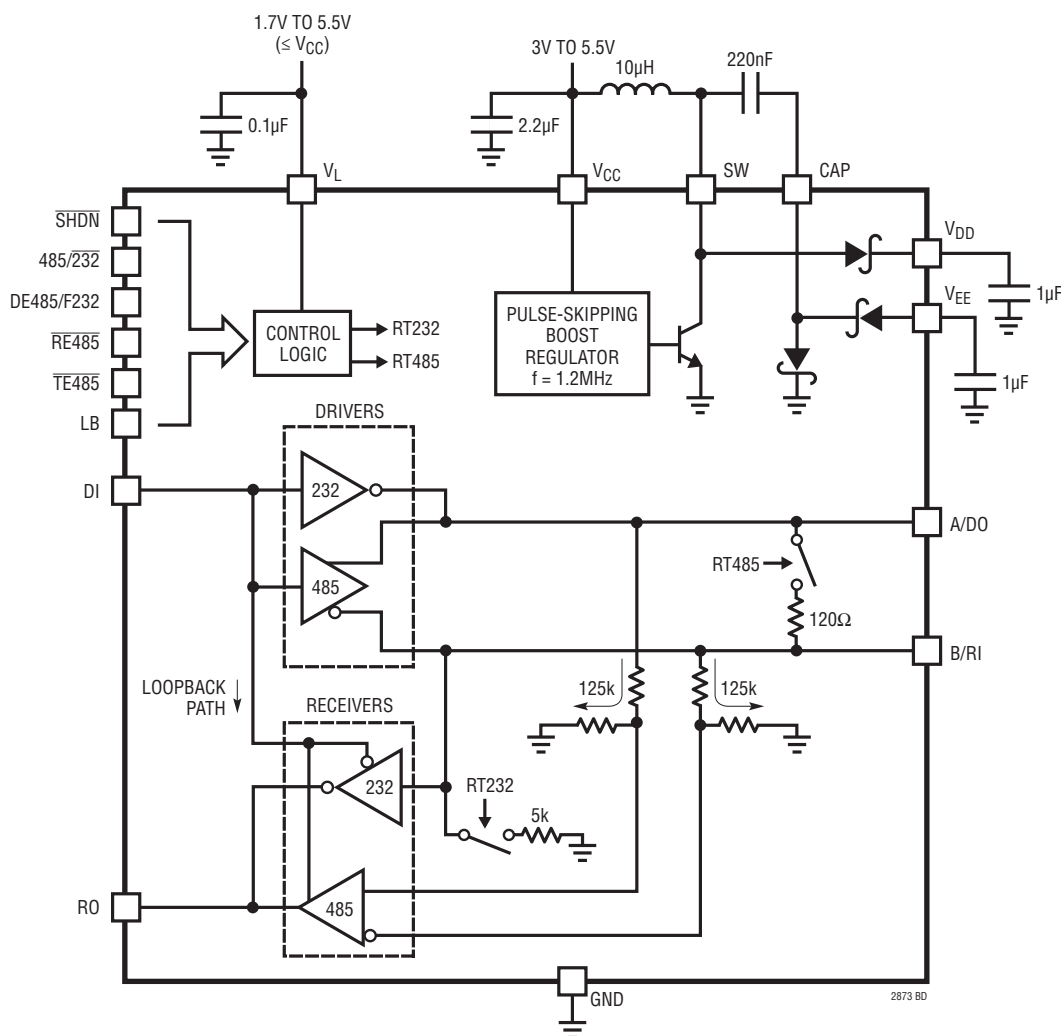 1.7V TO 5.5V
(≤ VCC)
3V TO 5.5V
10µH
220nF
0.1µF
2.2µF
VL
VCC
SW
CAP
SHDN
485/232
DE485/F232
RE485
TE485
LB
CONTROL
LOGIC
RT232
RT485
PULSE-SKIPPING
BOOST
REGULATOR
f = 1.2MHz
VDD
1µF
VEE
1µF
DRIVERS
DI
232
485
A/DO
RT485
120Ω
B/RI
LOOPBACK
PATH
125k
125k
RECEIVERS
232
RT232
5k
RO
485
GND
2873 BD